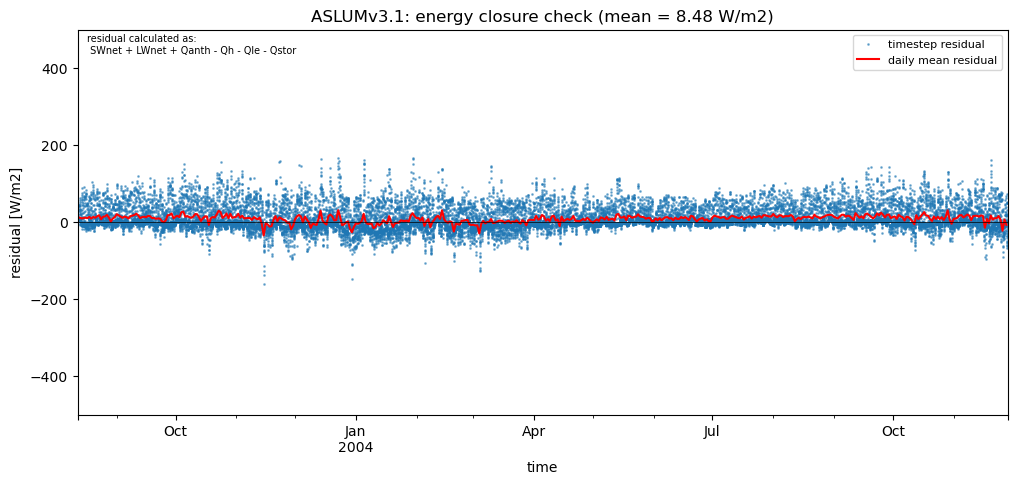 ASLUMv3.1: energy closure check (mean = 8.48 W/m2)
residual calculated as:
SWnet + LWnet + Qanth - Qh - Qle - Qstor
timestep residual
daily mean residual
400
200
0
−200
−400
residual [W/m2]
Oct
Jan
2004
Apr
Jul
Oct
time